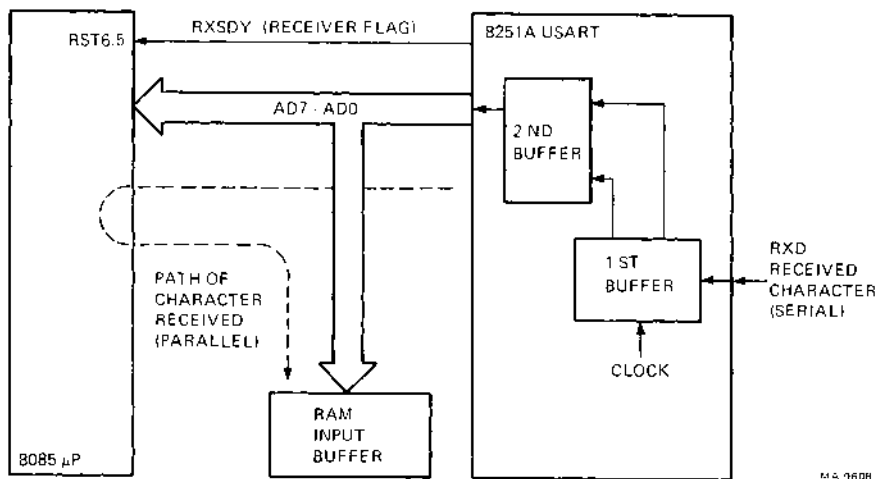 RXSDY (RECEIVER FLAG)
RST6.5
8251A USART
AD7 - AD0
2 ND
BUFFER
1 ST
BUFFER
RXD
RECEIVED
CHARACTER
(SERIAL)
PATH OF
CHARACTER
RECEIVED
(PARALLEL)
CLOCK
RAM
INPUT
BUFFER
8085 µP